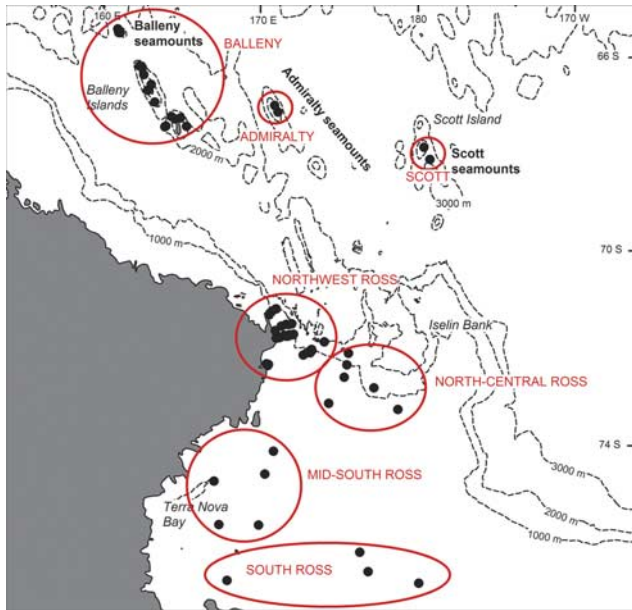 160 E
170 E
180
170 W
Balleny
seamounts
BALLENY
66 S
Balleny
Islands
Admiralty seamounts
ADMIRALTY
Scott Island
Scott
seamounts
SCOTT
2000 m
3000 m
1000 m
70 S
NORTHWEST ROSS
Iselin Bank
NORTH-CENTRAL ROSS
74 S
MID-SOUTH ROSS
3000 m
Terra Nova
Bay
2000 m
1000 m
SOUTH ROSS